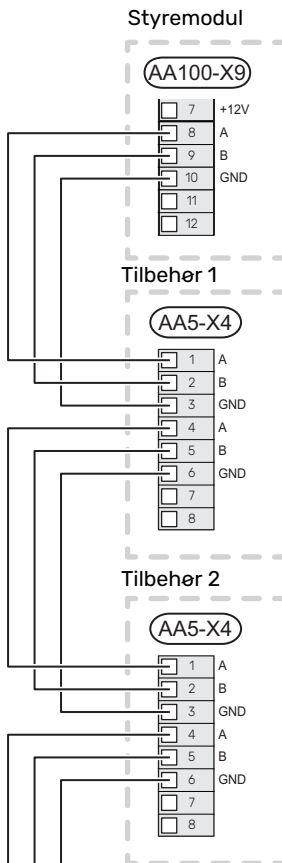 Styremodul
AA100-X9
7 +12V
8 A
9 B
10 GND
11
12
Tilbehør 1
AA5-X4
1 A
2 B
3 GND
4 A
5 B
6 GND
7
8
Tilbehør 2
AA5-X4
1 A
2 B
3 GND
4 A
5 B
6 GND
7
8